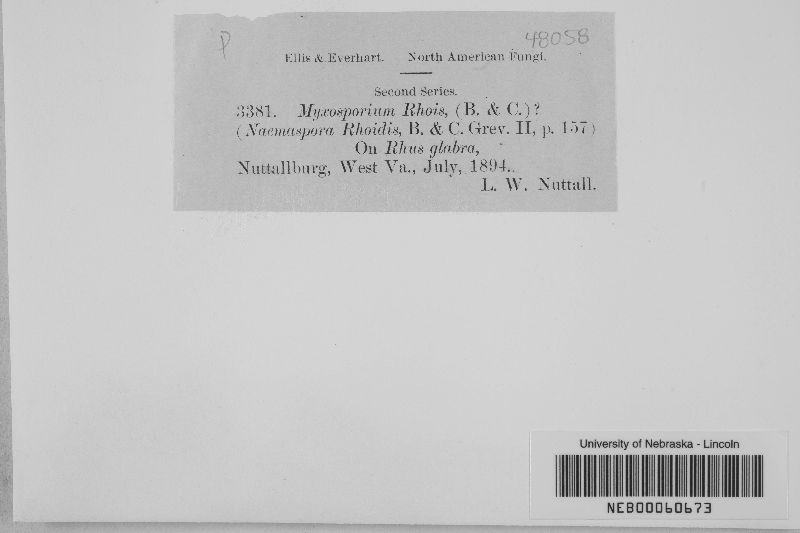 P
48058
Ellis & Everhart. North American Fungi.
Second Series.
3381. Myxosporium Rhois, (B. & C.)?
(Naemaspora Rhoidis, B. & C. Grev. II, p. 157)
On Rhus glabra,
Nuttallburg, West Va., July, 1894.
L. W. Nuttall.
University of Nebraska - Lincoln
NEB00060673